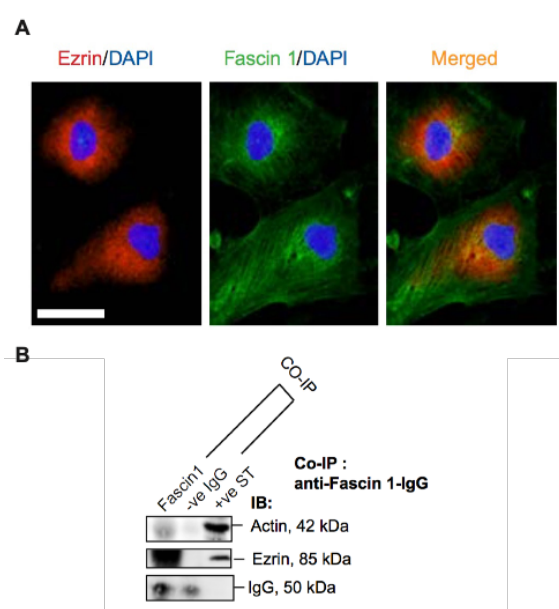 A
Ezrin/DAPI
Fascin 1/DAPI
Merged
B
CO-IP
Fascin1
-ve IgG
+ve ST
Co-IP :
anti-Fascin 1-IgG
IB:
Actin, 42 kDa
Ezrin, 85 kDa
IgG, 50 kDa